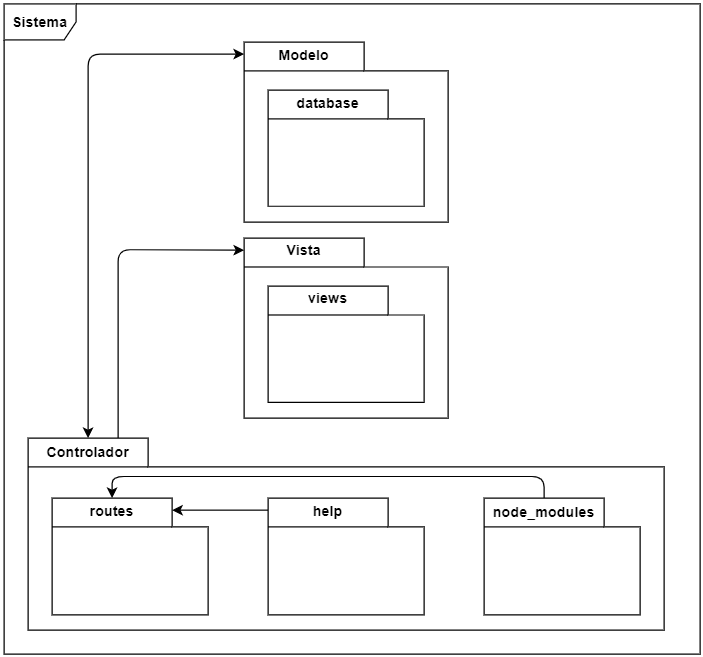 Sistema
Modelo
database
Vista
views
Controlador
routes
help
node_modules